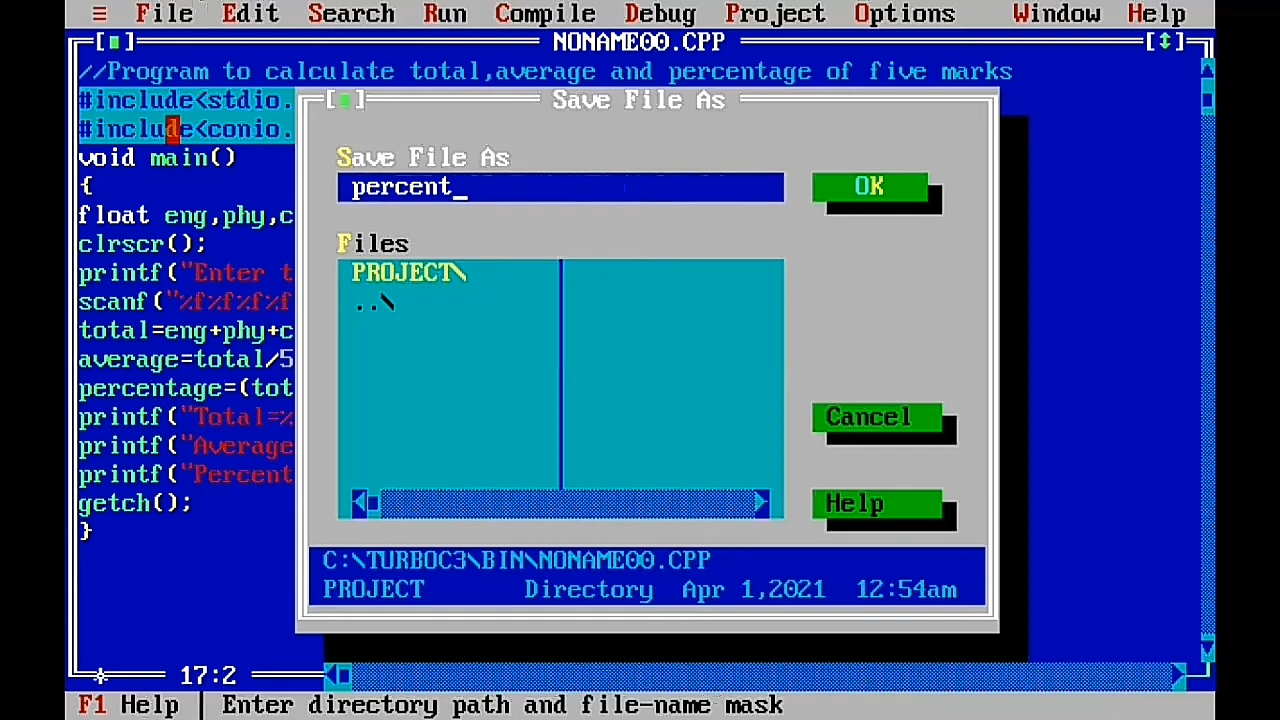 ≡ File Edit Search Run Compile Debug Project Options Window Help
NONAME00.CPP
//Program to calculate total,average and percentage of five marks
#include<stdio.
#include<conio.
void main()
{
float eng,phy,c
clrscr();
printf("Enter t
scanf("%f%f%f%f
total=eng+phy+c
average=total/5
percentage=(tot
printf("Total=%
printf("Average
printf("Percent
getch();
}
Save File As
Save File As
percent_
OK
Files
PROJECT\
..\
Cancel
Help
C:\TURBOC3\BIN\NONAME00.CPP
PROJECT Directory Apr 1,2021 12:54am
17:2
F1 Help │ Enter directory path and file-name mask